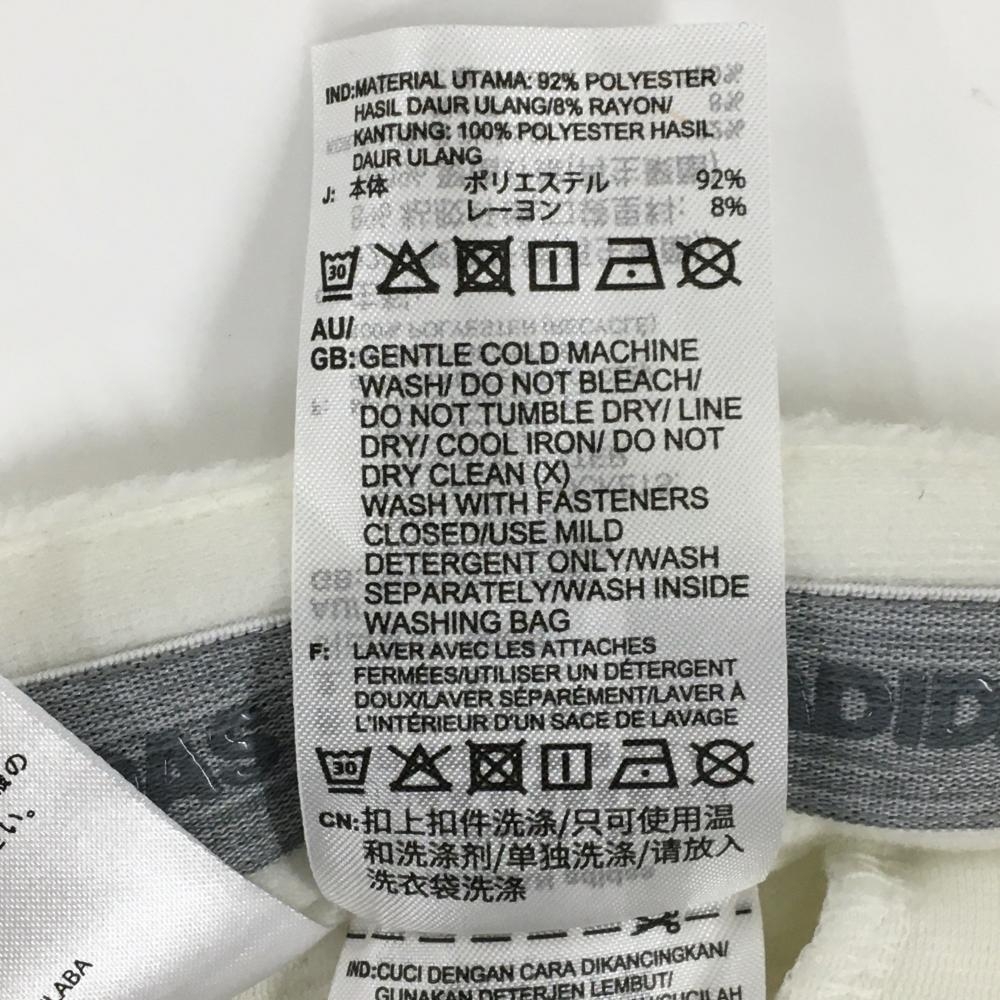 IND:MATERIAL UTAMA: 92% POLYESTER
HASIL DAUR ULANG/8% RAYON/
KANTUNG: 100% POLYESTER HASIL
DAUR ULANG
J: 本体 ポリエステル 92%
レーヨン 8%
30
AU/
GB:GENTLE COLD MACHINE
WASH/ DO NOT BLEACH/
DO NOT TUMBLE DRY/ LINE
DRY/ COOL IRON/ DO NOT
DRY CLEAN (X)
WASH WITH FASTENERS
CLOSED/USE MILD
DETERGENT ONLY/WASH
SEPARATELY/WASH INSIDE
WASHING BAG
F: LAVER AVEC LES ATTACHES
FERMÉES/UTILISER UN DÉTERGENT
DOUX/LAVER SÉPARÉMENT/LAVER À
L'INTÉRIEUR D'UN SACE DE LAVAGE
30
CN:扣上扣件洗涤/只可使用温
和洗涤剂/单独洗涤/请放入
洗衣袋洗涤
IND:CUCI DENGAN CARA DIKANCINGKAN/
GUNAKAN DETERJEN LEMBUT/